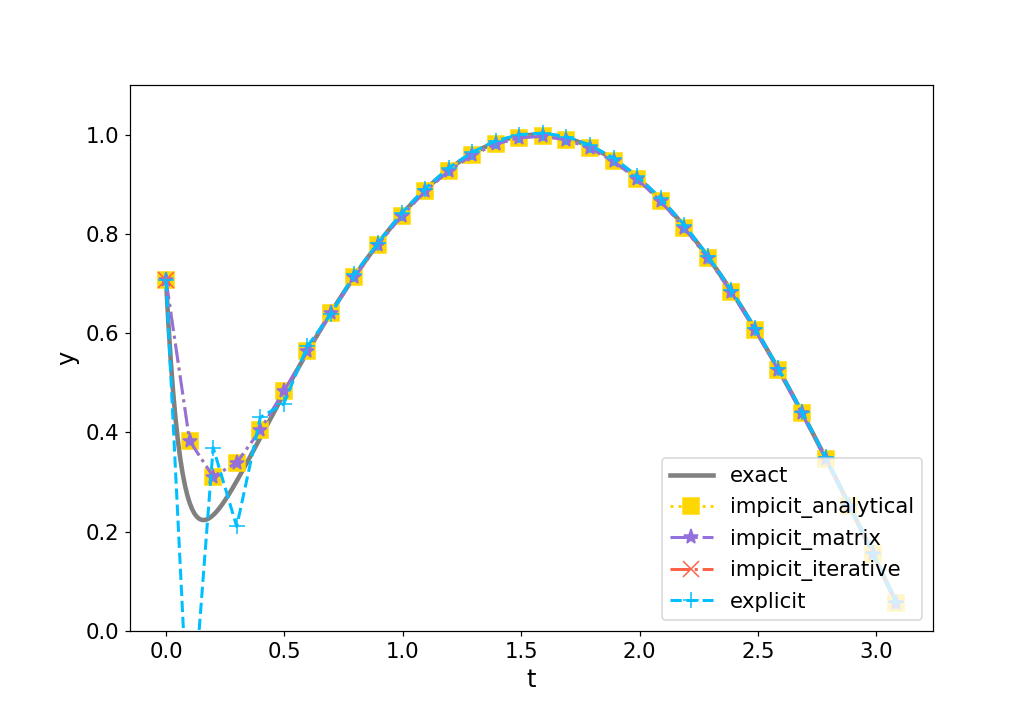 1.0
0.8
0.6
0.4
0.2
0.0
y
0.0 0.5 1.0 1.5 2.0 2.5 3.0
t
exact
impicit_analytical
impicit_matrix
impicit_iterative
explicit